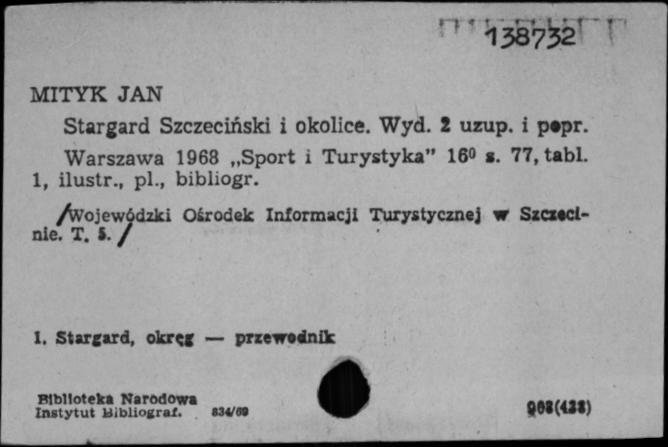 138732
MITYK JAN
Stargard Szczeciński i okolice. Wyd. 2 uzup. i popr.
Warszawa 1968 „Sport i Turystyka” 16⁰ s. 77, tabl.
1, ilustr., pl., bibliogr.
/Wojewódzki Ośrodek Informacji Turystycznej w Szczeci-
nie. T. 5./
1. Stargard, okręg — przewodnik
Biblioteka Narodowa
Instytut Bibliograf. 834/69 908(438)